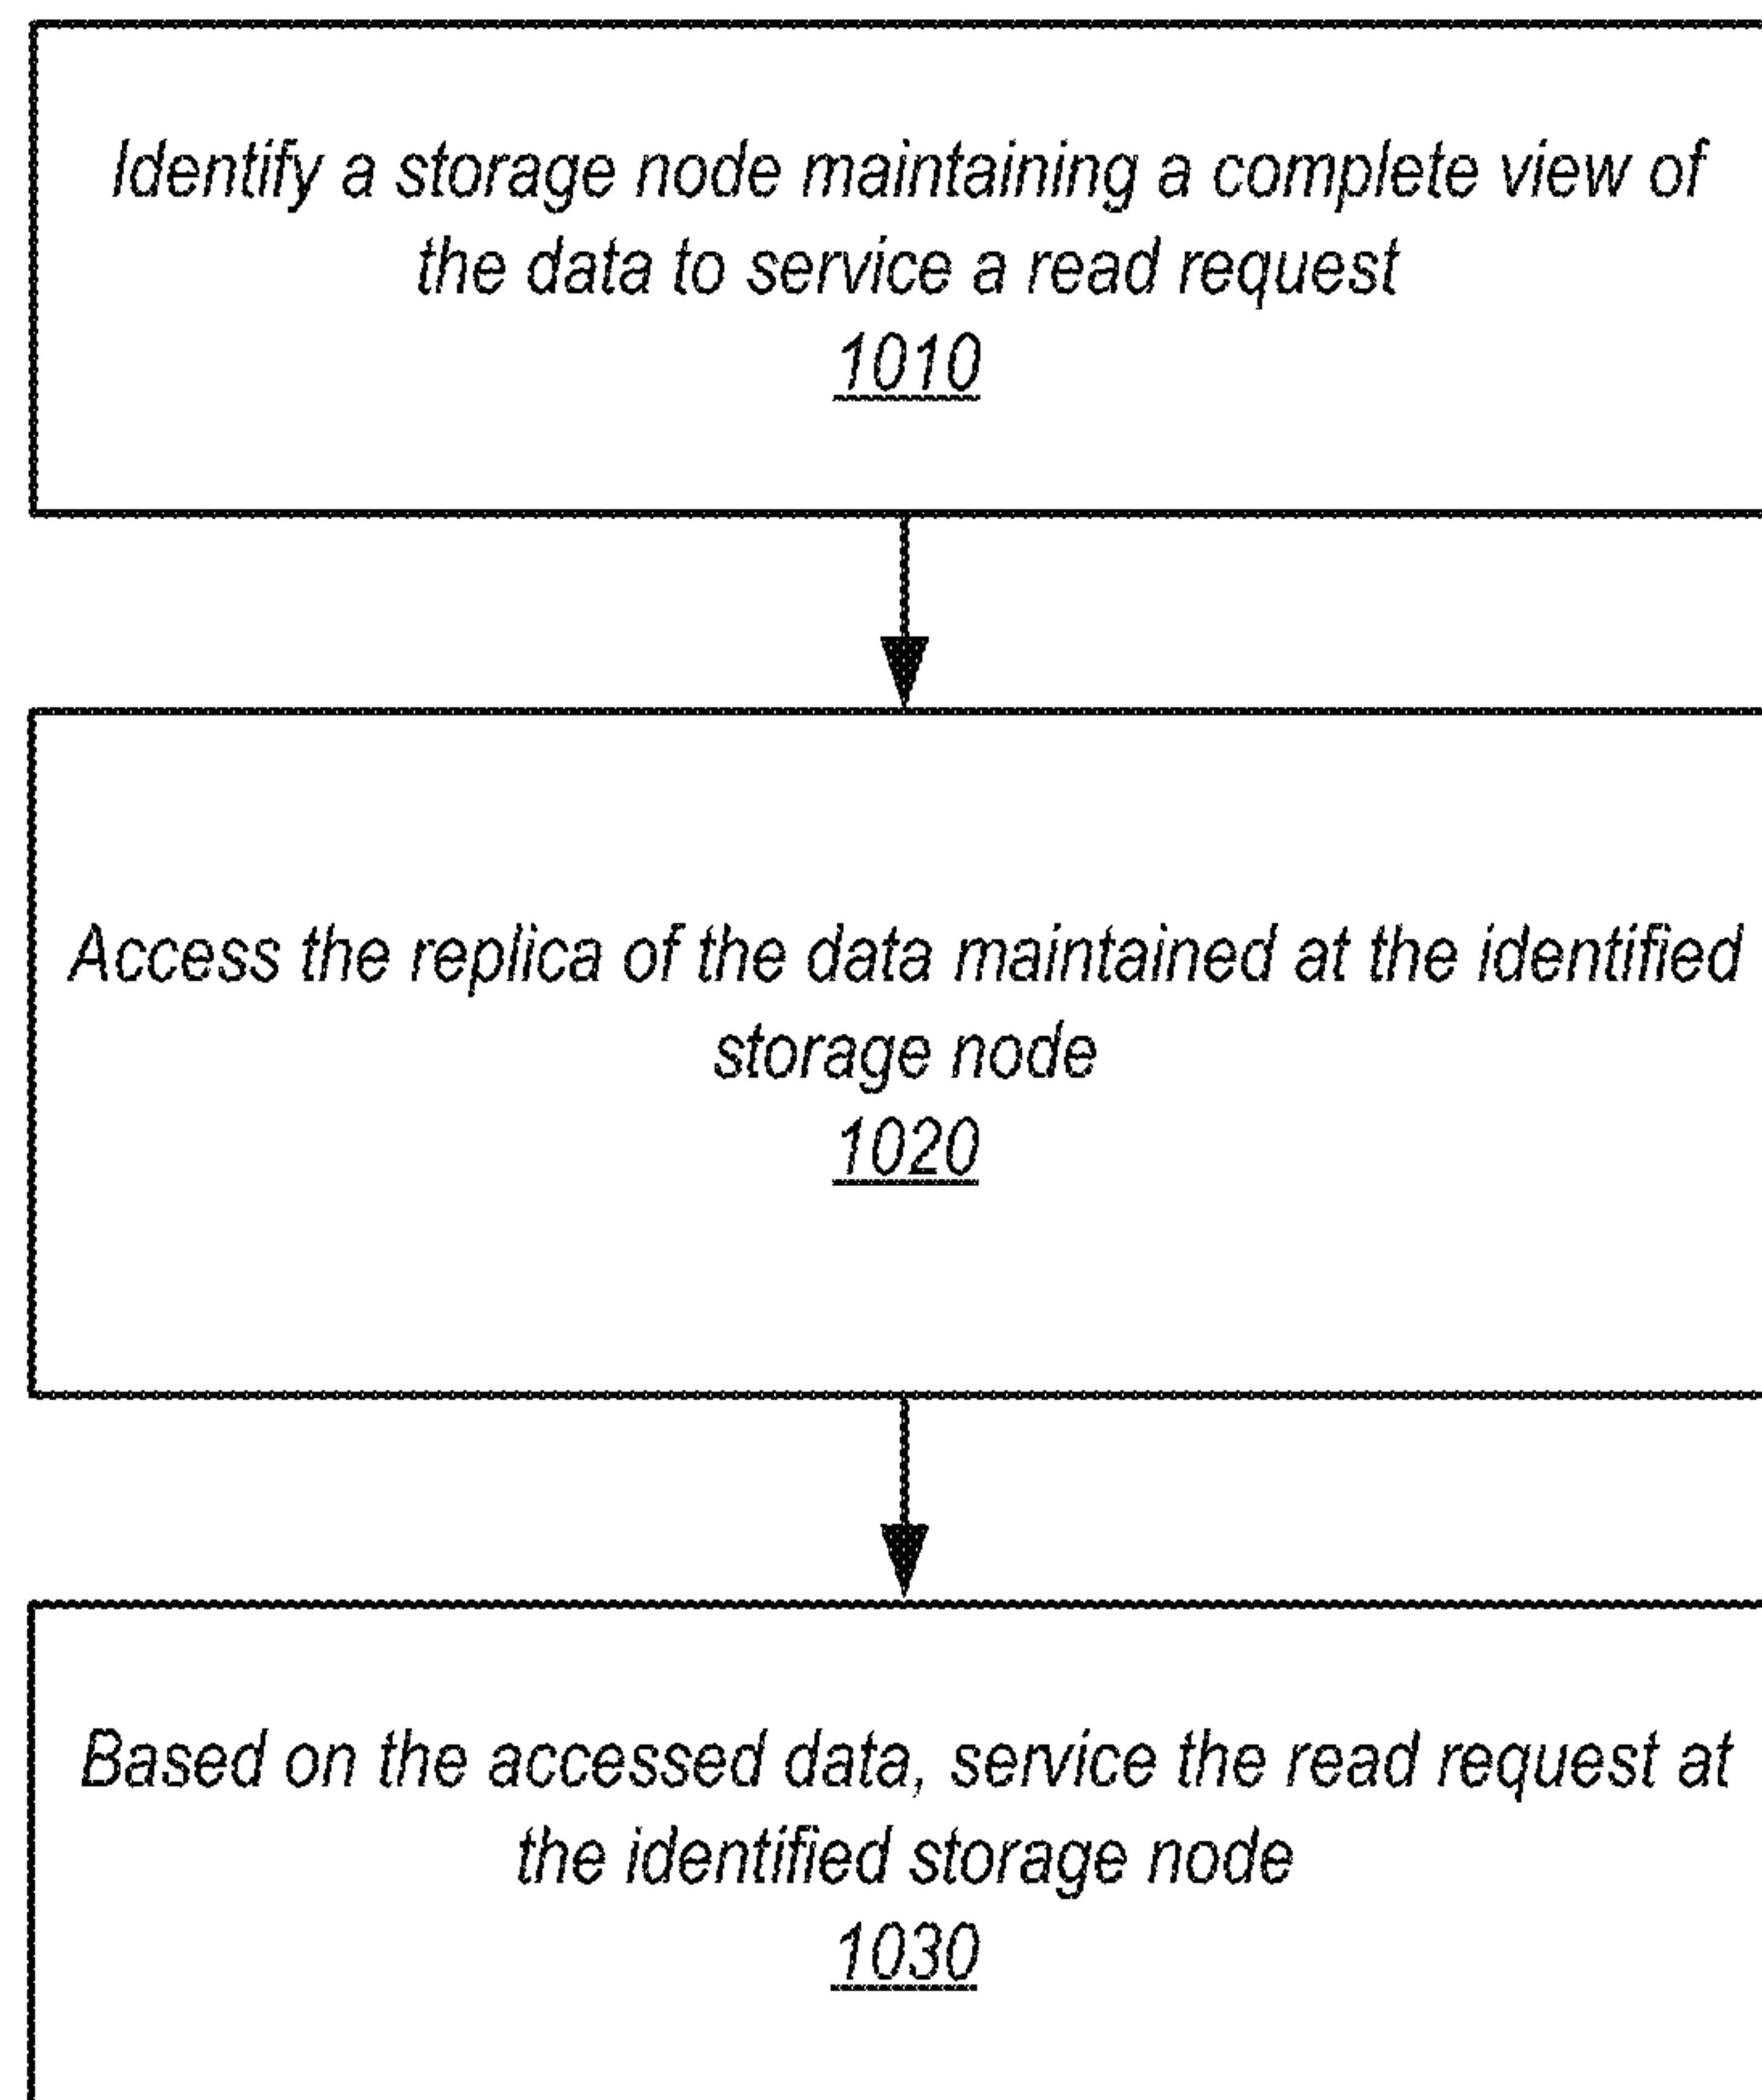 Identify a storage node maintaining a complete view of
the data to service a read request
1010
Access the replica of the data maintained at the identified
storage node
1020
Based on the accessed data, service the read request at
the identified storage node
1030